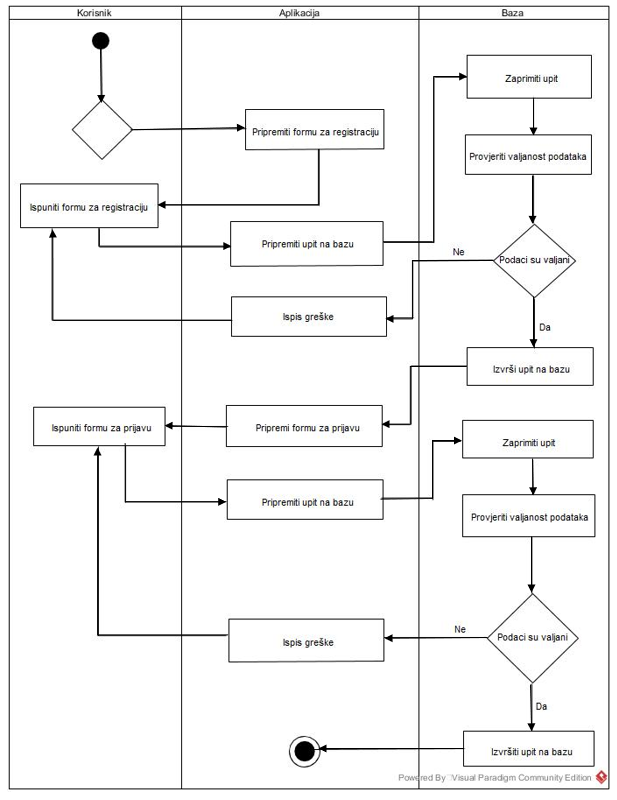 Korisnik
Aplikacija
Baza
Zaprimiti upit
Pripremiti formu za registraciju
Provjeriti valjanost podataka
Ispuniti formu za registraciju
Pripremiti upit na bazu
Ne
Podaci su valjani
Ispis greške
Da
Izvrši upit na bazu
Ispuniti formu za prijavu
Pripremi formu za prijavu
Zaprimiti upit
Pripremiti upit na bazu
Provjeriti valjanost podataka
Ne
Podaci su valjani
Ispis greške
Da
Izvršiti upit na bazu
Powered By Visual Paradigm Community Edition